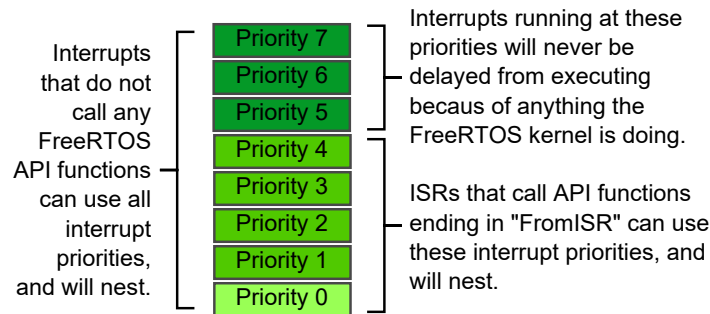 Interrupts
that do not
call any
FreeRTOS
API functions
can use all
interrupt
priorities,
and will nest.
Priority 7
Priority 6
Priority 5
Priority 4
Priority 3
Priority 2
Priority 1
Priority 0
Interrupts running at these
priorities will never be
delayed from executing
becaus of anything the
FreeRTOS kernel is doing.
ISRs that call API functions
ending in "FromISR" can use
these interrupt priorities, and
will nest.